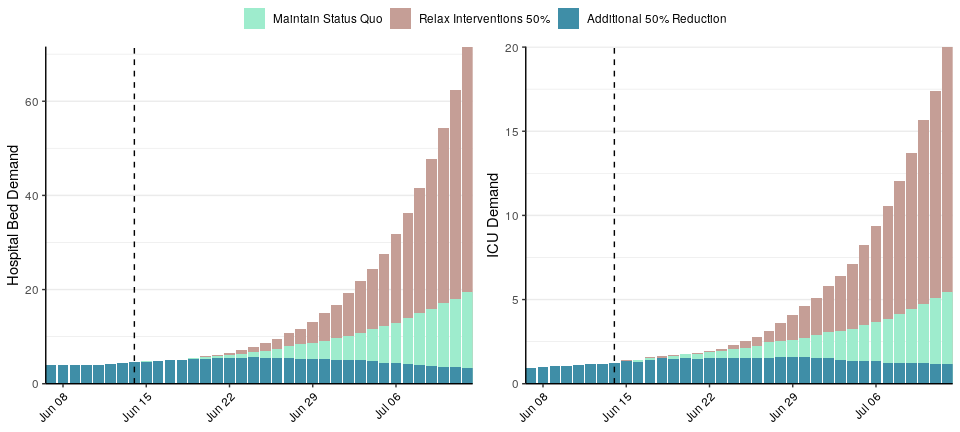 Maintain Status Quo Relax Interventions 50% Additional 50% Reduction
Hospital Bed Demand
60
40
20
0
Jun 08 Jun 15 Jun 22 Jun 29 Jul 06
ICU Demand
20
15
10
5
0
Jun 08 Jun 15 Jun 22 Jun 29 Jul 06